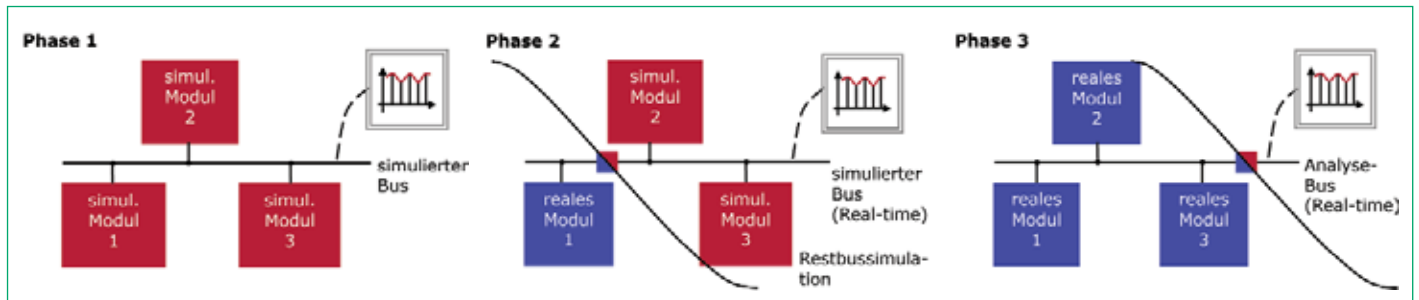 Phase 1
simul.
Modul
2
simul.
Modul
1
simul.
Modul
3
simulierter
Bus
Phase 2
simul.
Modul
2
reales
Modul
1
simul.
Modul
3
simulierter
Bus
(Real-time)
Restbussimula-
tion
Phase 3
reales
Modul
2
reales
Modul
1
reales
Modul
3
Analyse-
Bus
(Real-time)